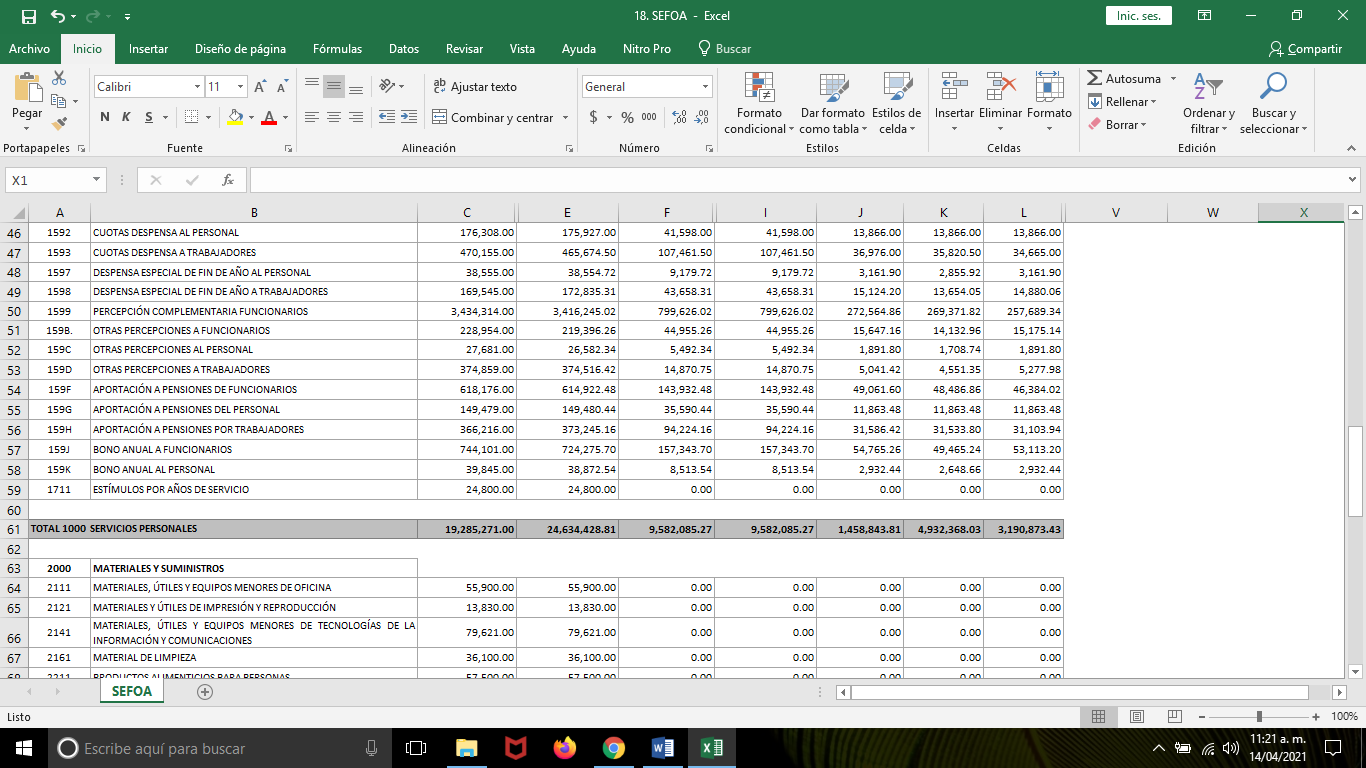 18. SEFOA - Excel
Inic. ses.
Archivo Inicio Insertar Diseño de página Fórmulas Datos Revisar Vista Ayuda Nitro Pro Buscar Compartir
Pegar
Portapapeles
Calibri 11
N K S
Fuente
Ajustar texto
Combinar y centrar
Alineación
General
$ % 000
Número
Formato condicional
Dar formato como tabla
Estilos de celda
Estilos
Insertar Eliminar Formato
Celdas
Autosuma
Rellenar
Borrar
Ordenar y filtrar
Buscar y seleccionar
Edición
X1 fx
A B C E F I J K L V W X
46 1592 CUOTAS DESPENSA AL PERSONAL 176,308.00 175,927.00 41,598.00 41,598.00 13,866.00 13,866.00 13,866.00
47 1593 CUOTAS DESPENSA A TRABAJADORES 470,155.00 465,674.50 107,461.50 107,461.50 36,976.00 35,820.50 34,665.00
48 1597 DESPENSA ESPECIAL DE FIN DE AÑO AL PERSONAL 38,555.00 38,554.72 9,179.72 9,179.72 3,161.90 2,855.92 3,161.90
49 1598 DESPENSA ESPECIAL DE FIN DE AÑO A TRABAJADORES 169,545.00 172,835.31 43,658.31 43,658.31 15,124.20 13,654.05 14,880.06
50 1599 PERCEPCIÓN COMPLEMENTARIA FUNCIONARIOS 3,434,314.00 3,416,245.02 799,626.02 799,626.02 272,564.86 269,371.82 257,689.34
51 159B. OTRAS PERCEPCIONES A FUNCIONARIOS 228,954.00 219,396.26 44,955.26 44,955.26 15,647.16 14,132.96 15,175.14
52 159C OTRAS PERCEPCIONES AL PERSONAL 27,681.00 26,582.34 5,492.34 5,492.34 1,891.80 1,708.74 1,891.80
53 159D OTRAS PERCEPCIONES A TRABAJADORES 374,859.00 374,516.42 14,870.75 14,870.75 5,041.42 4,551.35 5,277.98
54 159F APORTACIÓN A PENSIONES DE FUNCIONARIOS 618,176.00 614,922.48 143,932.48 143,932.48 49,061.60 48,486.86 46,384.02
55 159G APORTACIÓN A PENSIONES DEL PERSONAL 149,479.00 149,480.44 35,590.44 35,590.44 11,863.48 11,863.48 11,863.48
56 159H APORTACIÓN A PENSIONES POR TRABAJADORES 366,216.00 373,245.16 94,224.16 94,224.16 31,586.42 31,533.80 31,103.94
57 159J BONO ANUAL A FUNCIONARIOS 744,101.00 724,275.70 157,343.70 157,343.70 54,765.26 49,465.24 53,113.20
58 159K BONO ANUAL AL PERSONAL 39,845.00 38,872.54 8,513.54 8,513.54 2,932.44 2,648.66 2,932.44
59 1711 ESTÍMULOS POR AÑOS DE SERVICIO 24,800.00 24,800.00 0.00 0.00 0.00 0.00 0.00
60
61 TOTAL 1000 SERVICIOS PERSONALES 19,285,271.00 24,634,428.81 9,582,085.27 9,582,085.27 1,458,843.81 4,932,368.03 3,190,873.43
62
63 2000 MATERIALES Y SUMINISTROS
64 2111 MATERIALES, ÚTILES Y EQUIPOS MENORES DE OFICINA 55,900.00 55,900.00 0.00 0.00 0.00 0.00 0.00
65 2121 MATERIALES Y ÚTILES DE IMPRESIÓN Y REPRODUCCIÓN 13,830.00 13,830.00 0.00 0.00 0.00 0.00 0.00
66 2141 MATERIALES, ÚTILES Y EQUIPOS MENORES DE TECNOLOGÍAS DE LA
INFORMACIÓN Y COMUNICACIONES 79,621.00 79,621.00 0.00 0.00 0.00 0.00 0.00
67 2161 MATERIAL DE LIMPIEZA 36,100.00 36,100.00 0.00 0.00 0.00 0.00 0.00
68 2211 PRODUCTOS ALIMENTICIOS PARA PERSONAS 57,500.00 57,500.00 0.00 0.00 0.00 0.00 0.00
SEFOA
Listo 100%
Escribe aquí para buscar
11:21 a. m.
14/04/2021